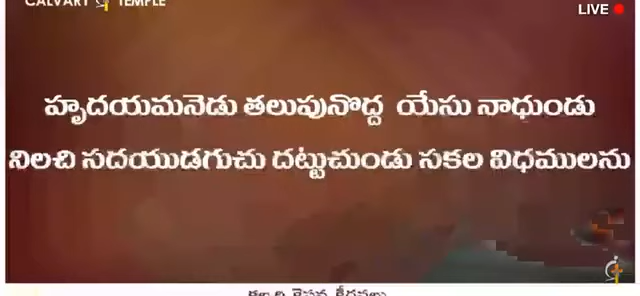 CALVARY TEMPLE
LIVE
హృదయమనెడు తలుపునొద్ద యేసు నాధుండు
నిలచి సదయుడగుచు దట్టుచుండు సకల విధములను